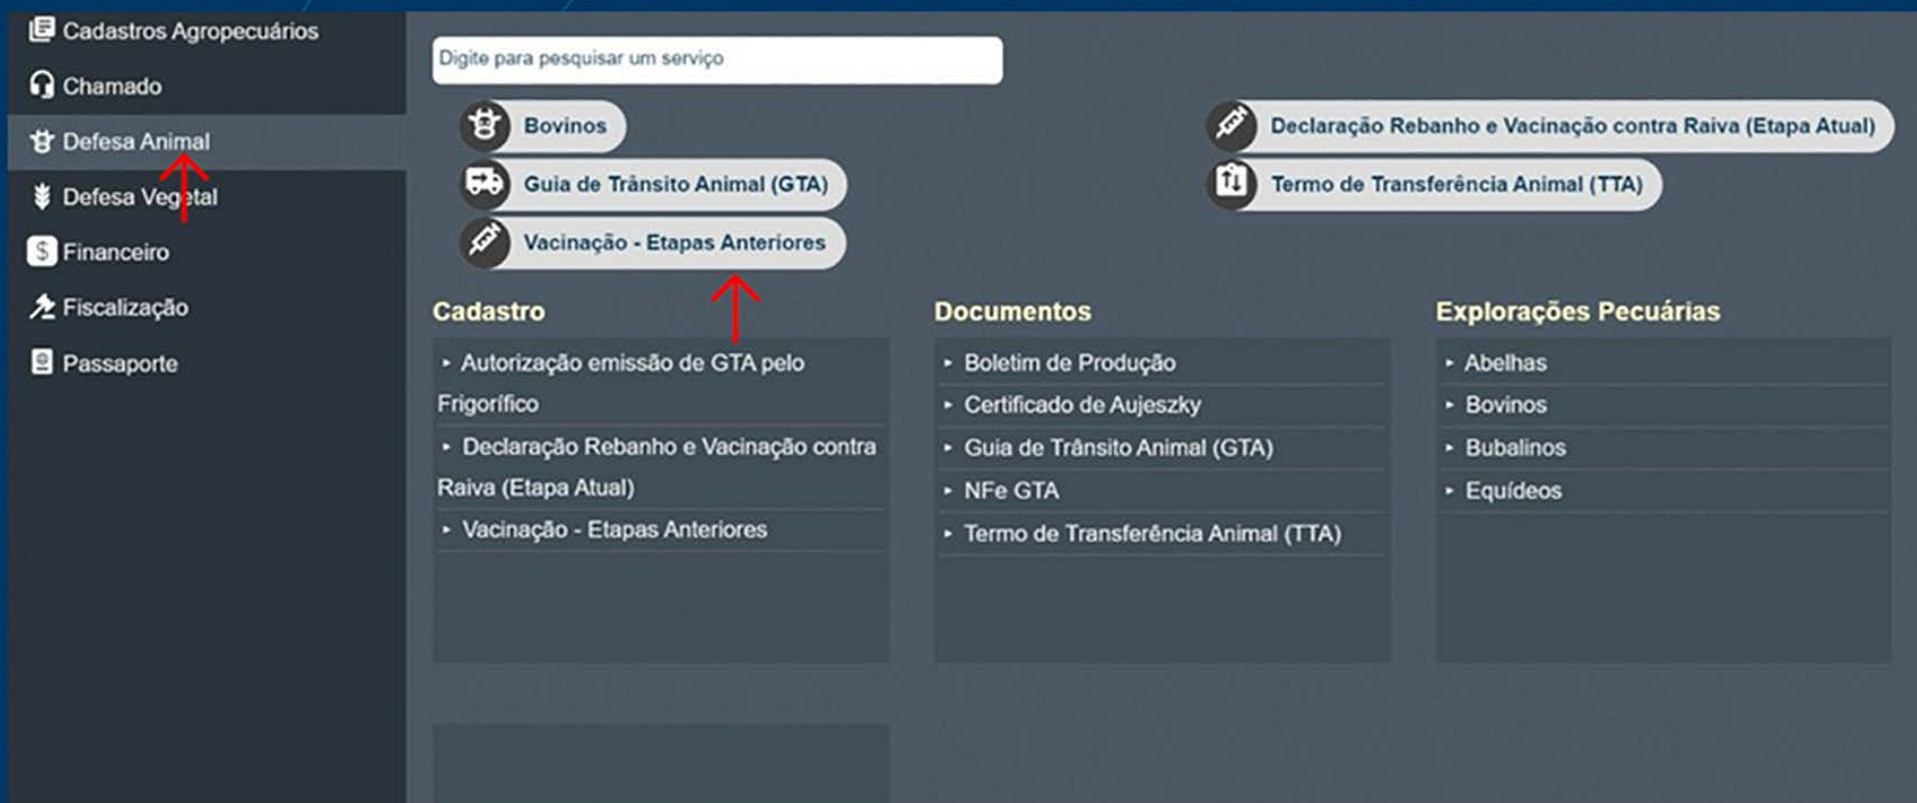 Cadastros Agropecuários
Chamado
Defesa Animal
Defesa Vegetal
Financeiro
Fiscalização
Passaporte
Digite para pesquisar um serviço
Bovinos
Declaração Rebanho e Vacinação contra Raiva (Etapa Atual)
Guia de Trânsito Animal (GTA)
Termo de Transferência Animal (TTA)
Vacinação - Etapas Anteriores
Cadastro
Autorização emissão de GTA pelo
Frigorífico
Declaração Rebanho e Vacinação contra
Raiva (Etapa Atual)
Vacinação - Etapas Anteriores
Documentos
Boletim de Produção
Certificado de Aujeszky
Guia de Trânsito Animal (GTA)
NFe GTA
Termo de Transferência Animal (TTA)
Explorações Pecuárias
Abelhas
Bovinos
Bubalinos
Equídeos